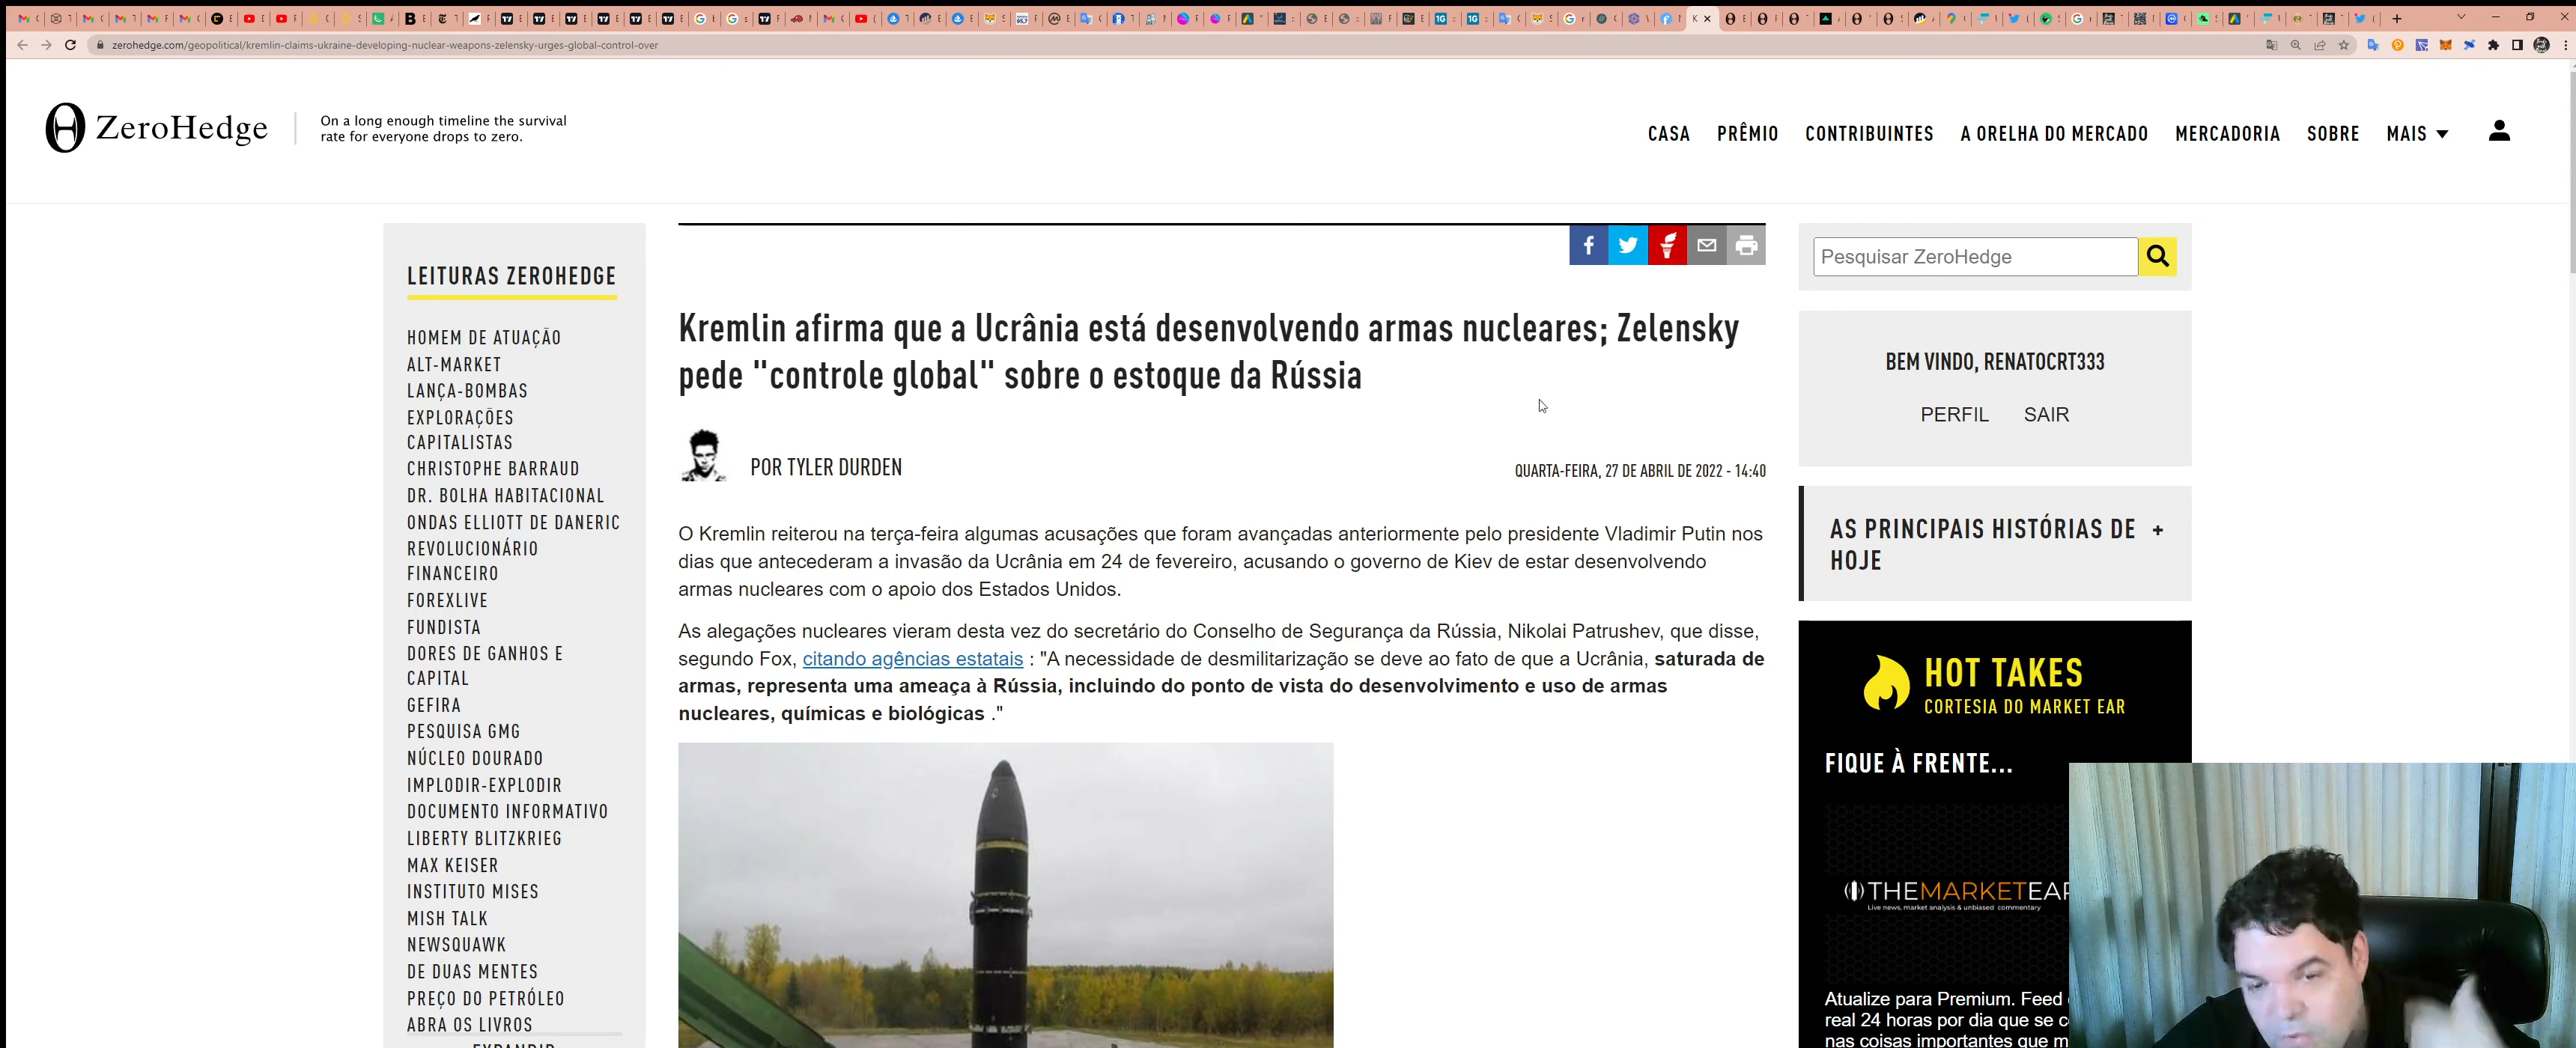 zerohedge.com/geopolitical/kremlin-claims-ukraine-developing-nuclear-weapons-zelensky-urges-global-control-over
ZeroHedge
On a long enough timeline the survival
rate for everyone drops to zero.
CASA PRÊMIO CONTRIBUINTES A ORELHA DO MERCADO MERCADORIA SOBRE MAIS
LEITURAS ZEROHEDGE
HOMEM DE ATUAÇÃO
ALT-MARKET
LANÇA-BOMBAS
EXPLORAÇÕES
CAPITALISTAS
CHRISTOPHE BARRAUD
DR. BOLHA HABITACIONAL
ONDAS ELLIOTT DE DANERIC
REVOLUCIONÁRIO
FINANCEIRO
FOREXLIVE
FUNDISTA
DORES DE GANHOS E
CAPITAL
GEFIRA
PESQUISA GMG
NÚCLEO DOURADO
IMPLODIR-EXPLODIR
DOCUMENTO INFORMATIVO
LIBERTY BLITZKRIEG
MAX KEISER
INSTITUTO MISES
MISH TALK
NEWSQUAWK
DE DUAS MENTES
PREÇO DO PETRÓLEO
ABRA OS LIVROS
EXPANDIR
Kremlin afirma que a Ucrânia está desenvolvendo armas nucleares; Zelensky
pede "controle global" sobre o estoque da Rússia
POR TYLER DURDEN
QUARTA-FEIRA, 27 DE ABRIL DE 2022 - 14:40
O Kremlin reiterou na terça-feira algumas acusações que foram avançadas anteriormente pelo presidente Vladimir Putin nos
dias que antecederam a invasão da Ucrânia em 24 de fevereiro, acusando o governo de Kiev de estar desenvolvendo
armas nucleares com o apoio dos Estados Unidos.
As alegações nucleares vieram desta vez do secretário do Conselho de Segurança da Rússia, Nikolai Patrushev, que disse,
segundo Fox, citando agências estatais : "A necessidade de desmilitarização se deve ao fato de que a Ucrânia, saturada de
armas, representa uma ameaça à Rússia, incluindo do ponto de vista do desenvolvimento e uso de armas
nucleares, químicas e biológicas ."
Pesquisar ZeroHedge
BEM VINDO, RENATOCRT333
PERFIL SAIR
AS PRINCIPAIS HISTÓRIAS DE +
HOJE
HOT TAKES
CORTESIA DO MARKET EAR
FIQUE À FRENTE...
THEMARKETEAR
Live news, market analysis & unbiased commentary
Atualize para Premium. Feed
real 24 horas por dia que se
nas coisas importantes que